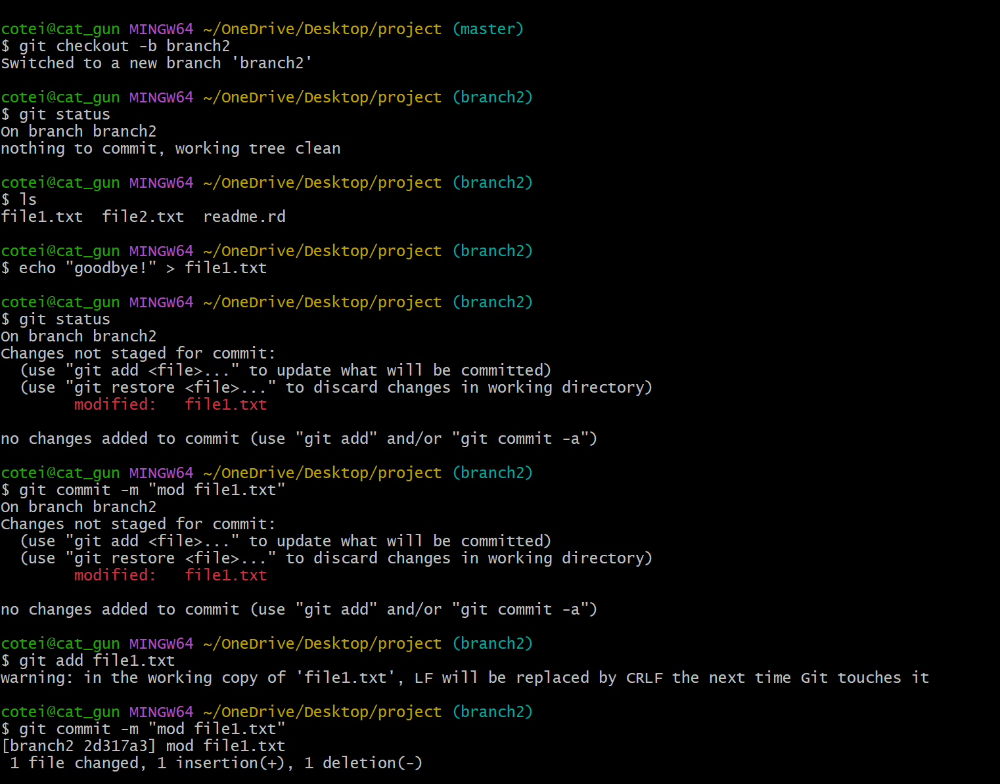 cotei@cat_gun MINGW64 ~/OneDrive/Desktop/project (master)
$ git checkout -b branch2
Switched to a new branch 'branch2'

cotei@cat_gun MINGW64 ~/OneDrive/Desktop/project (branch2)
$ git status
On branch branch2
nothing to commit, working tree clean

cotei@cat_gun MINGW64 ~/OneDrive/Desktop/project (branch2)
$ ls
file1.txt  file2.txt  readme.rd

cotei@cat_gun MINGW64 ~/OneDrive/Desktop/project (branch2)
$ echo "goodbye!" > file1.txt

cotei@cat_gun MINGW64 ~/OneDrive/Desktop/project (branch2)
$ git status
On branch branch2
Changes not staged for commit:
  (use "git add <file>..." to update what will be committed)
  (use "git restore <file>..." to discard changes in working directory)
        modified:   file1.txt

no changes added to commit (use "git add" and/or "git commit -a")

cotei@cat_gun MINGW64 ~/OneDrive/Desktop/project (branch2)
$ git commit -m "mod file1.txt"
On branch branch2
Changes not staged for commit:
  (use "git add <file>..." to update what will be committed)
  (use "git restore <file>..." to discard changes in working directory)
        modified:   file1.txt

no changes added to commit (use "git add" and/or "git commit -a")

cotei@cat_gun MINGW64 ~/OneDrive/Desktop/project (branch2)
$ git add file1.txt
warning: in the working copy of 'file1.txt', LF will be replaced by CRLF the next time Git touches it

cotei@cat_gun MINGW64 ~/OneDrive/Desktop/project (branch2)
$ git commit -m "mod file1.txt"
[branch2 2d317a3] mod file1.txt
 1 file changed, 1 insertion(+), 1 deletion(-)